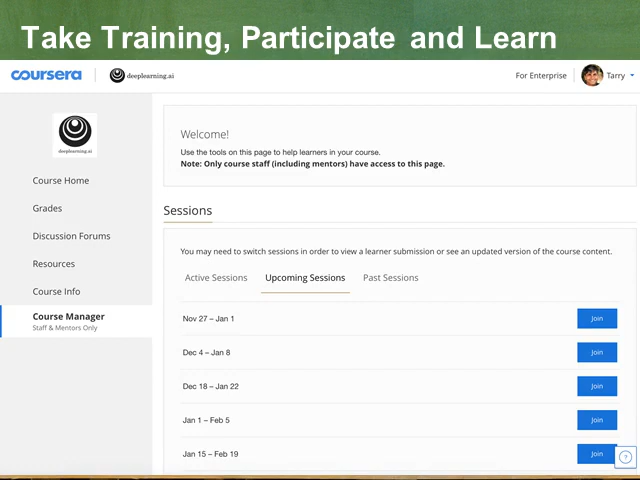 Take Training, Participate and Learn
coursera
deeplearning.ai
For Enterprise
Tarry
deeplearning.ai
Course Home
Grades
Discussion Forums
Resources
Course Info
Course Manager
Staff & Mentors Only
Welcome!
Use the tools on this page to help learners in your course.
Note: Only course staff (including mentors) have access to this page.
Sessions
You may need to switch sessions in order to view a learner submission or see an updated version of the course content.
Active Sessions Upcoming Sessions Past Sessions
Nov 27 – Jan 1 Join
Dec 4 – Jan 8 Join
Dec 18 – Jan 22 Join
Jan 1 – Feb 5 Join
Jan 15 – Feb 19 Join
?